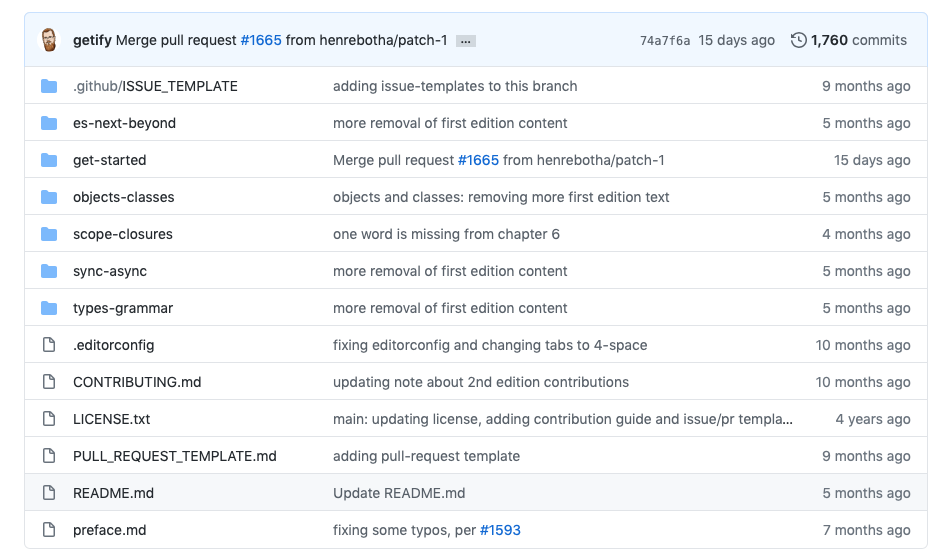 getify Merge pull request #1665 from henrebotha/patch-1 ... 74a7f6a 15 days ago 1,760 commits
.github/ISSUE_TEMPLATE adding issue-templates to this branch 9 months ago
es-next-beyond more removal of first edition content 5 months ago
get-started Merge pull request #1665 from henrebotha/patch-1 15 days ago
objects-classes objects and classes: removing more first edition text 5 months ago
scope-closures one word is missing from chapter 6 4 months ago
sync-async more removal of first edition content 5 months ago
types-grammar more removal of first edition content 5 months ago
.editorconfig fixing editorconfig and changing tabs to 4-space 10 months ago
CONTRIBUTING.md updating note about 2nd edition contributions 10 months ago
LICENSE.txt main: updating license, adding contribution guide and issue/pr templa... 4 years ago
PULL_REQUEST_TEMPLATE.md adding pull-request template 9 months ago
README.md Update README.md 5 months ago
preface.md fixing some typos, per #1593 7 months ago